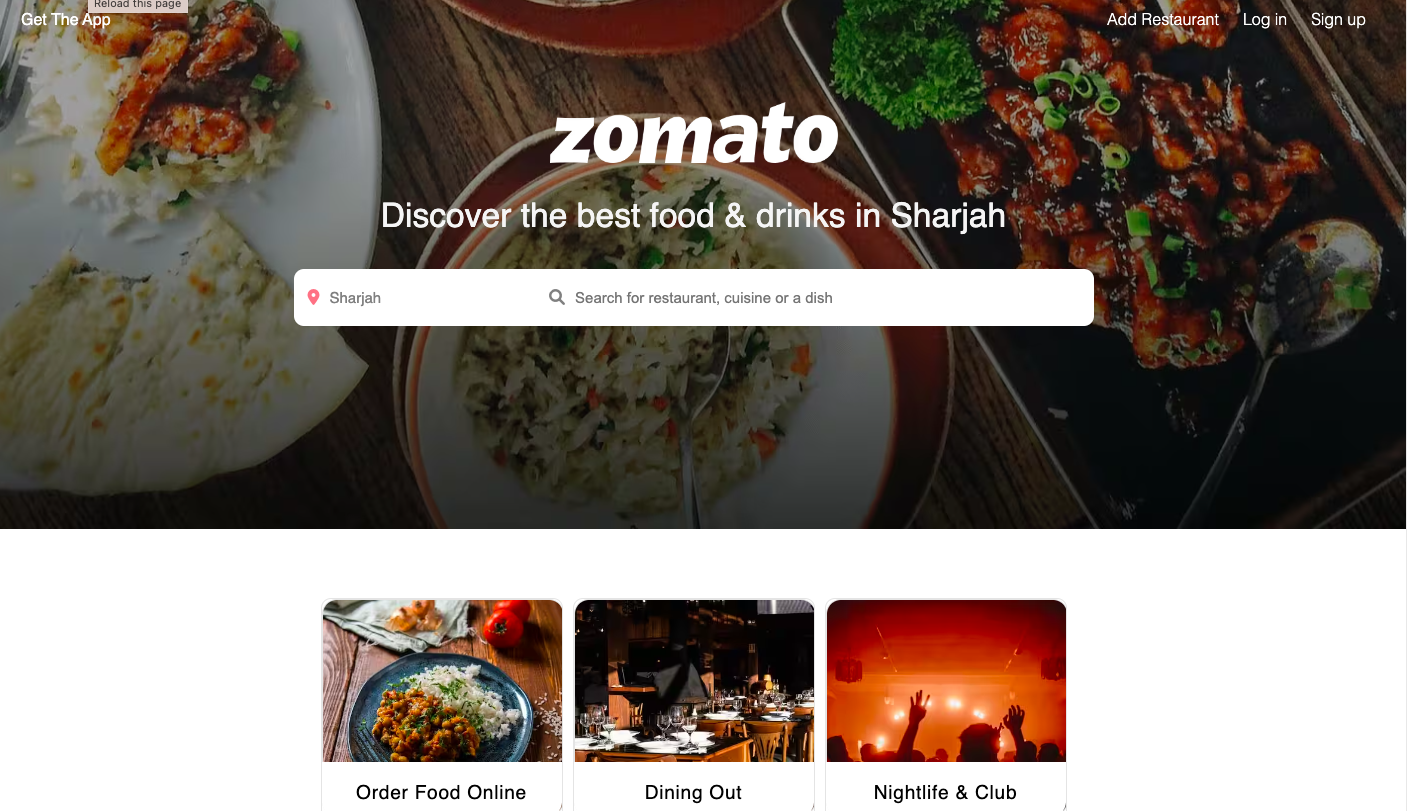 Reload this page
Get The App
Add Restaurant
Log in
Sign up
zomato
Discover the best food & drinks in Sharjah
Sharjah
Search for restaurant, cuisine or a dish
Order Food Online
Dining Out
Nightlife & Club